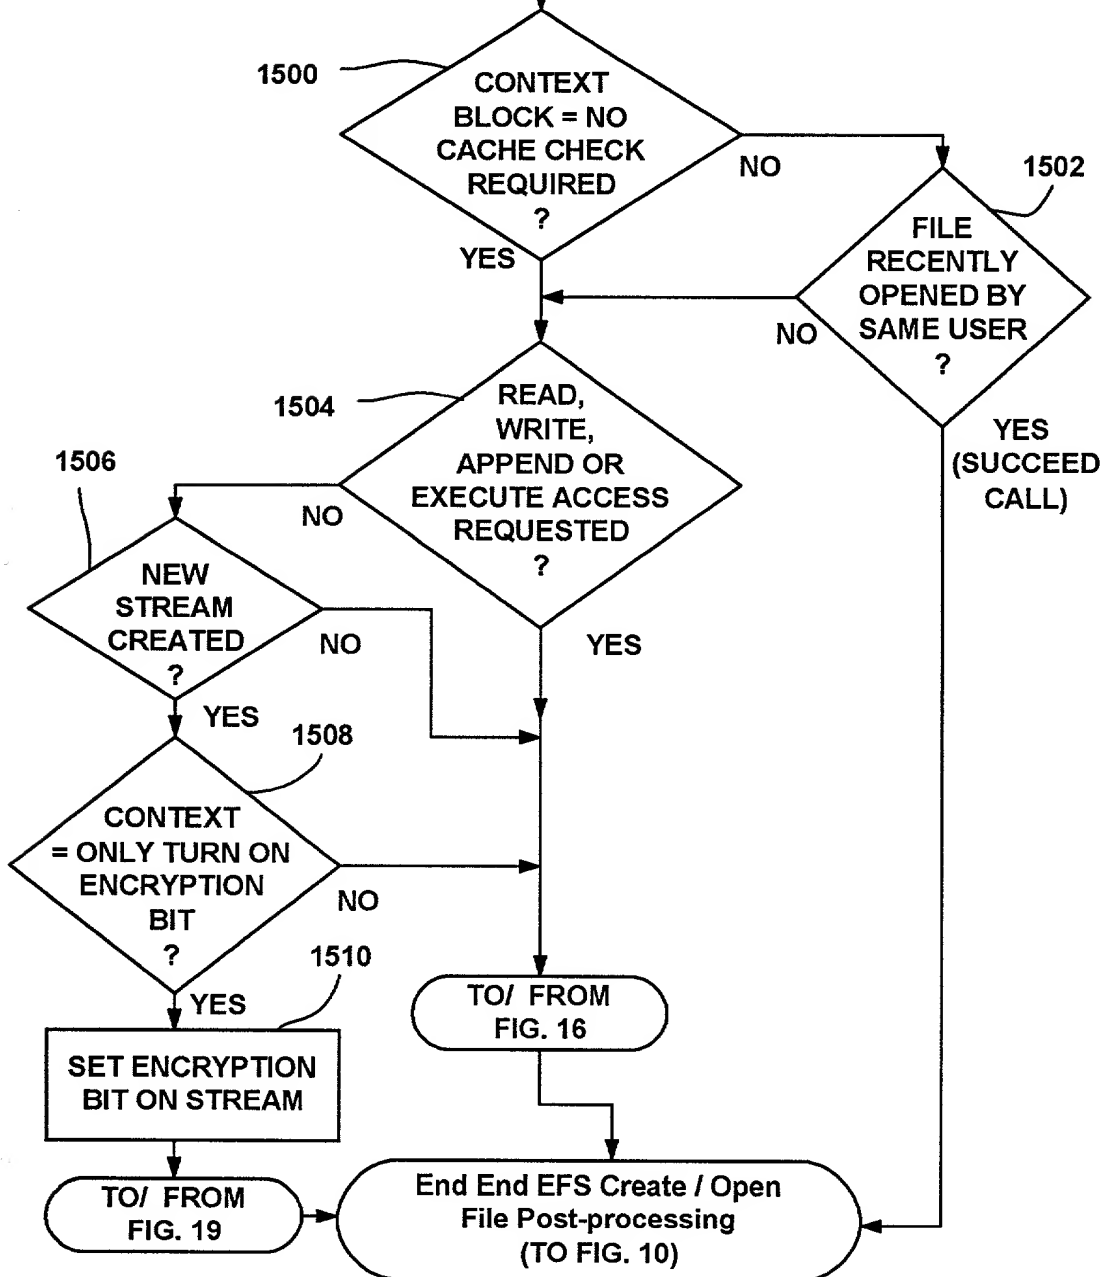 1500
CONTEXT
BLOCK = NO
CACHE CHECK
REQUIRED
?
NO
YES
1502
FILE
RECENTLY
OPENED BY
SAME USER
?
NO
YES
(SUCCEED
CALL)
1504
READ,
WRITE,
APPEND OR
EXECUTE ACCESS
REQUESTED
?
NO
YES
1506
NEW
STREAM
CREATED
?
NO
YES
1508
CONTEXT
= ONLY TURN ON
ENCRYPTION
BIT
?
NO
YES
1510
SET ENCRYPTION
BIT ON STREAM
TO/ FROM
FIG. 16
TO/ FROM
FIG. 19
End End EFS Create / Open
File Post-processing
(TO FIG. 10)